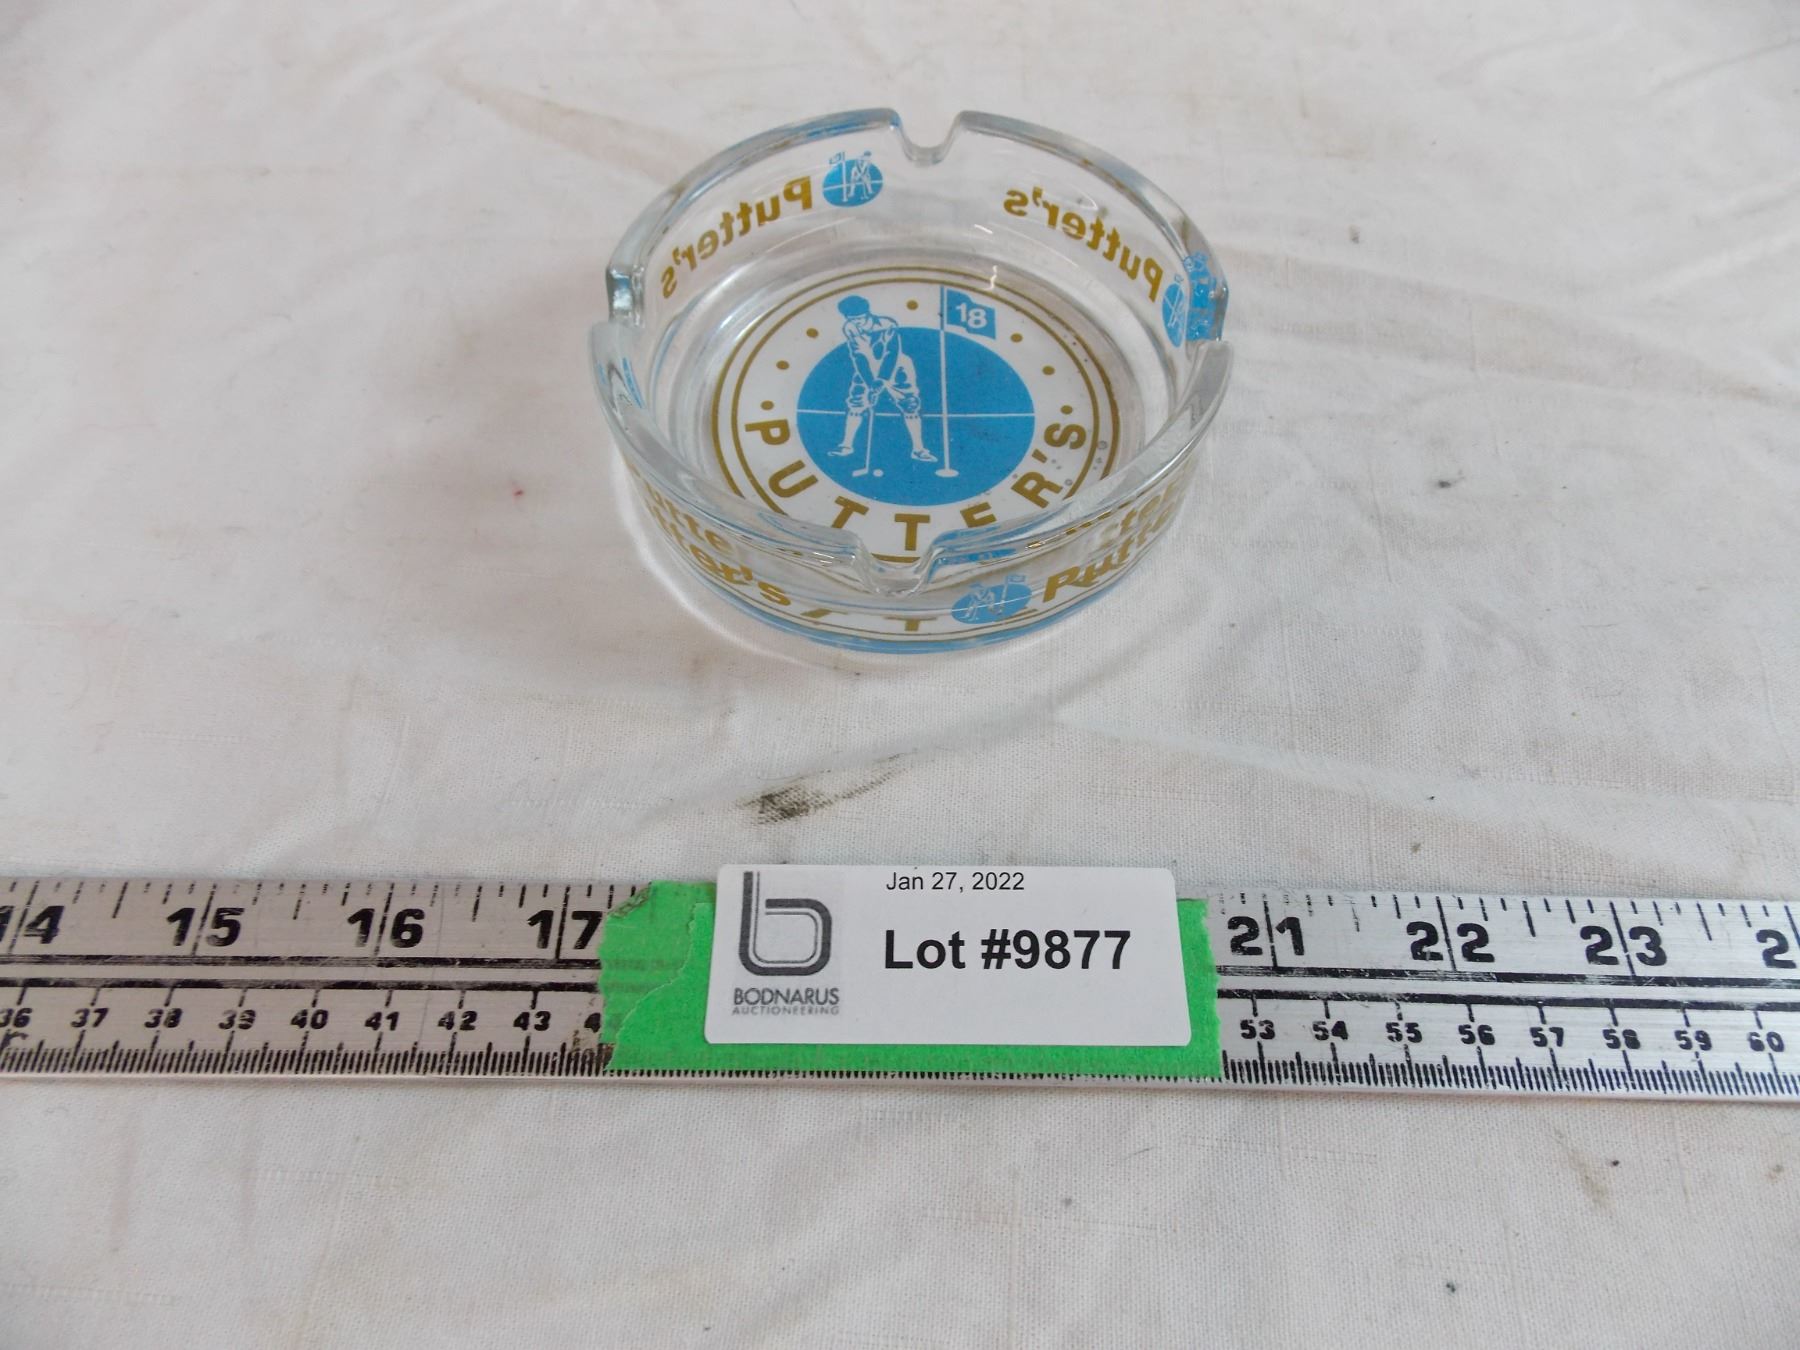 Putter's
Putter's
18
PUTTER'S
Putter's
Jan 27, 2022
Lot #9877
BODNARUS
AUCTIONEERING
14 15 16 17 21 22 23
36 37 38 39 40 41 42 43 53 54 55 56 57 58 59 60